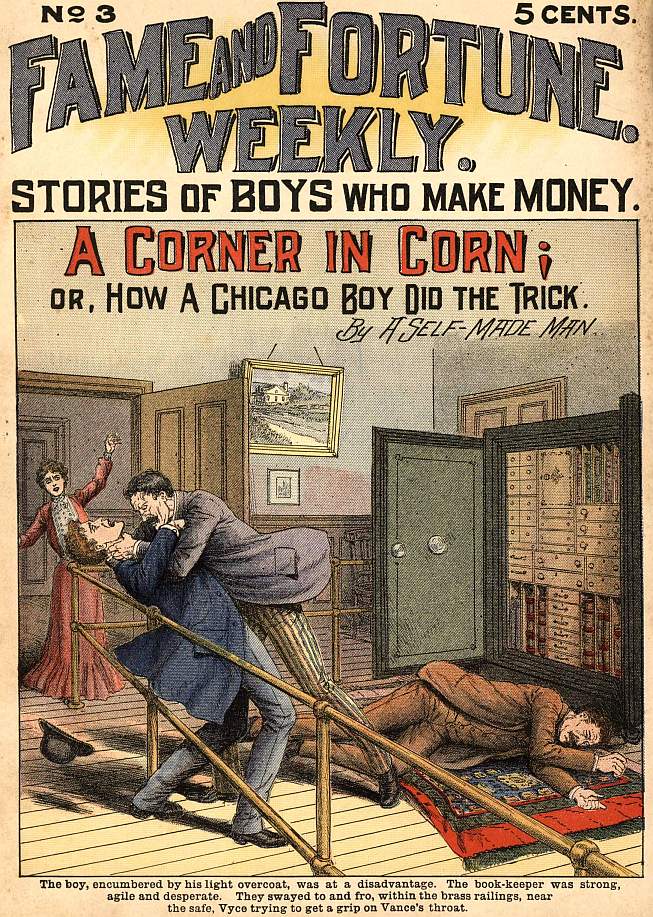 No 3
5 CENTS.
FAME AND FORTUNE
WEEKLY.
STORIES OF BOYS WHO MAKE MONEY.
A CORNER IN CORN;
OR, HOW A CHICAGO BOY DID THE TRICK.
By A SELF-MADE MAN.
The boy, encumbered by his light overcoat, was at a disadvantage. The book-keeper was strong,
agile and desperate. They swayed to and fro, within the brass railings, near
the safe, Vyce trying to get a grip on Vance's throat.